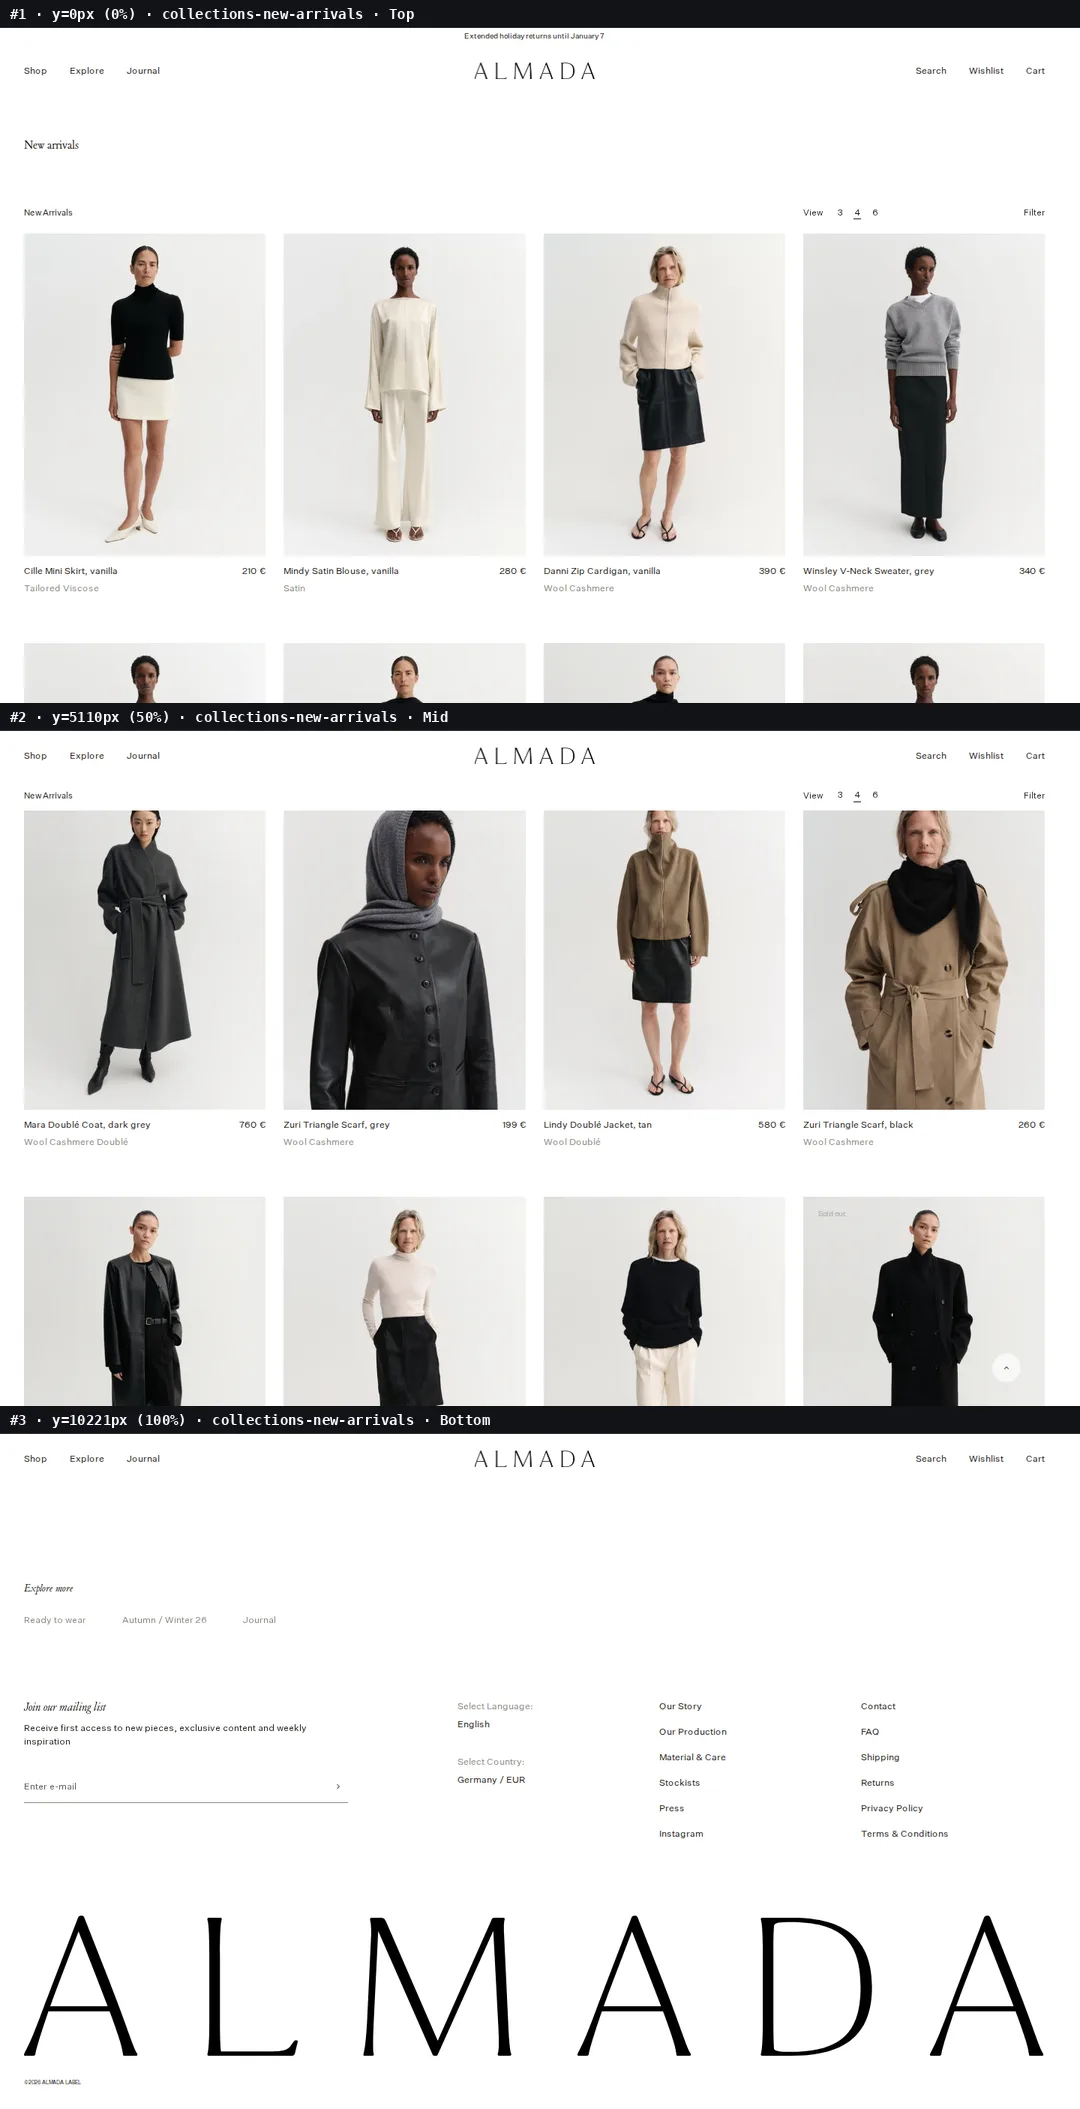 #1 · y=0px (0%) · collections-new-arrivals · Top
Extended holiday returns until January 7
Shop Explore Journal ALMADA Search Wishlist Cart
New arrivals
New Arrivals View 3 4 6 Filter
Cille Mini Skirt, vanilla 210 € Mindy Satin Blouse, vanilla 280 € Danni Zip Cardigan, vanilla 390 € Winsley V-Neck Sweater, grey 340 €
Tailored Viscose Satin Wool Cashmere Wool Cashmere
#2 · y=5110px (50%) · collections-new-arrivals · Mid
Shop Explore Journal ALMADA Search Wishlist Cart
New Arrivals View 3 4 6 Filter
Mara Doublé Coat, dark grey 760 € Zuri Triangle Scarf, grey 199 € Lindy Doublé Jacket, tan 580 € Zuri Triangle Scarf, black 260 €
Wool Cashmere Doublé Wool Cashmere Wool Doublé Wool Cashmere
Sold out
#3 · y=10221px (100%) · collections-new-arrivals · Bottom
Shop Explore Journal ALMADA Search Wishlist Cart
Explore more
Ready to wear Autumn / Winter 26 Journal
Join our mailing list
Receive first access to new pieces, exclusive content and weekly
inspiration
Enter e-mail
Select Language:
English
Select Country:
Germany / EUR
Our Story
Our Production
Material & Care
Stockists
Press
Instagram
Contact
FAQ
Shipping
Returns
Privacy Policy
Terms & Conditions
ALMADA
©2026 ALMADA LABEL